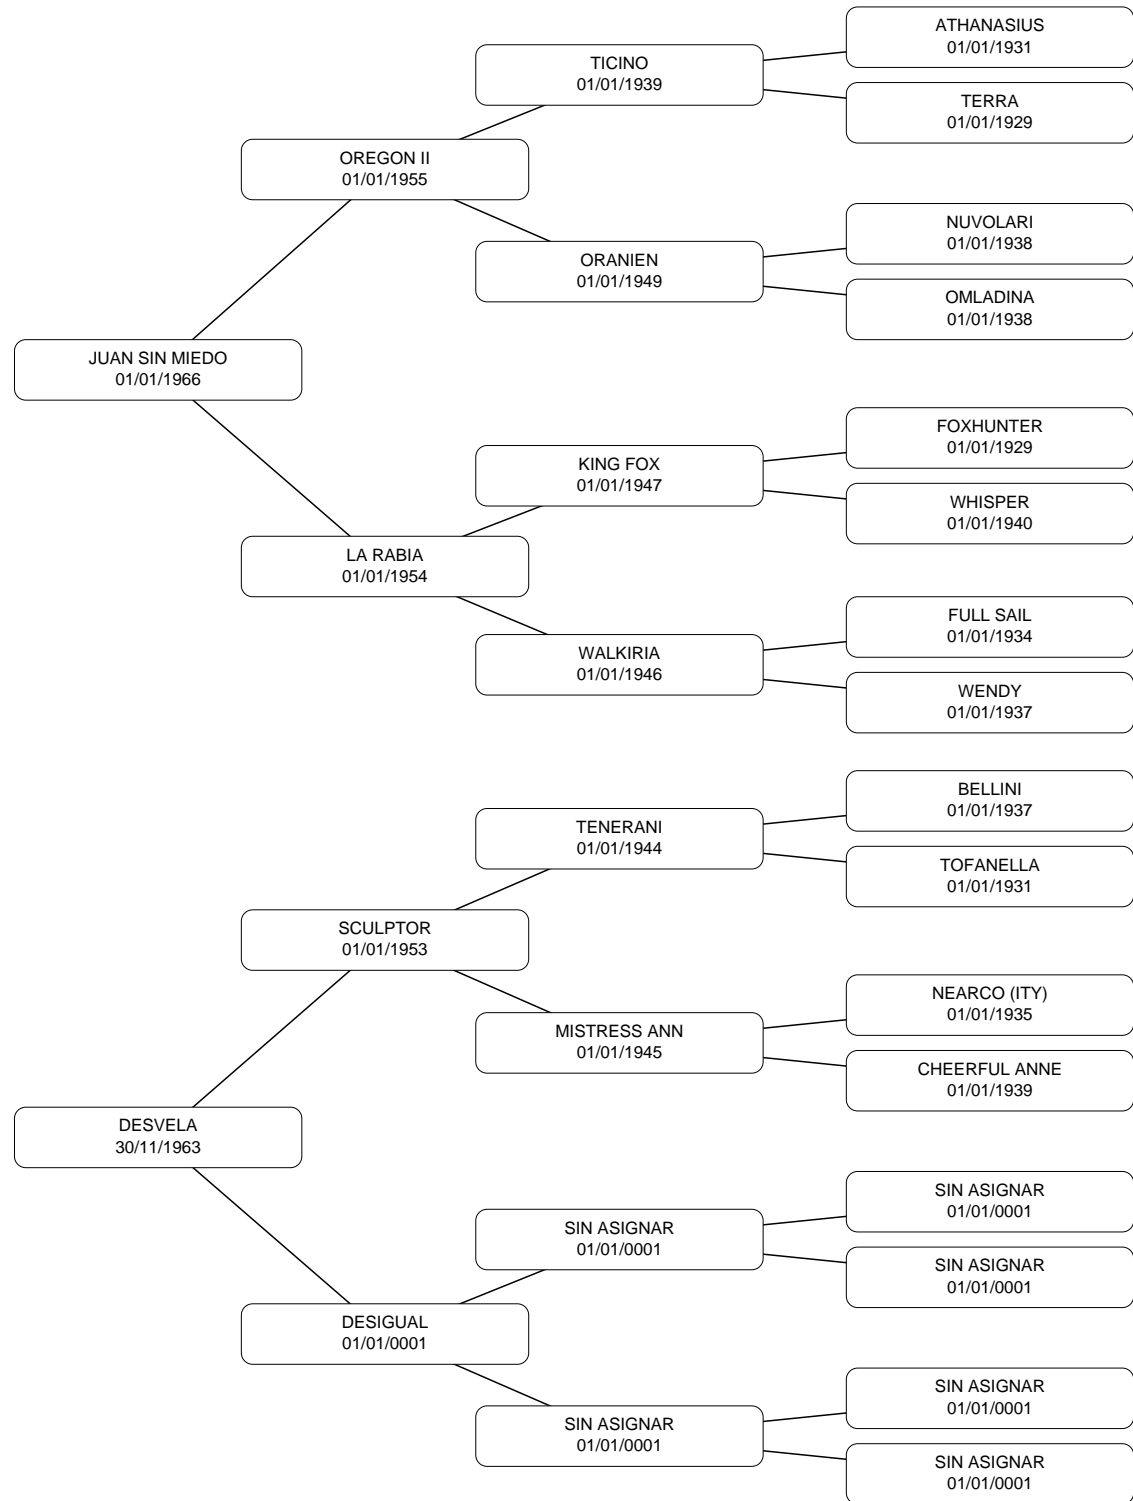 ATHANASIUS
01/01/1931
TICINO
01/01/1939
TERRA
01/01/1929
OREGON II
01/01/1955
NUVOLARI
01/01/1938
ORANIEN
01/01/1949
OMLADINA
01/01/1938
JUAN SIN MIEDO
01/01/1966
FOXHUNTER
01/01/1929
KING FOX
01/01/1947
WHISPER
01/01/1940
LA RABIA
01/01/1954
FULL SAIL
01/01/1934
WALKIRIA
01/01/1946
WENDY
01/01/1937
BELLINI
01/01/1937
TENERANI
01/01/1944
TOFANELLA
01/01/1931
SCULPTOR
01/01/1953
NEARCO (ITY)
01/01/1935
MISTRESS ANN
01/01/1945
CHEERFUL ANNE
01/01/1939
DESVELA
30/11/1963
SIN ASIGNAR
01/01/0001
SIN ASIGNAR
01/01/0001
SIN ASIGNAR
01/01/0001
DESIGUAL
01/01/0001
SIN ASIGNAR
01/01/0001
SIN ASIGNAR
01/01/0001
SIN ASIGNAR
01/01/0001